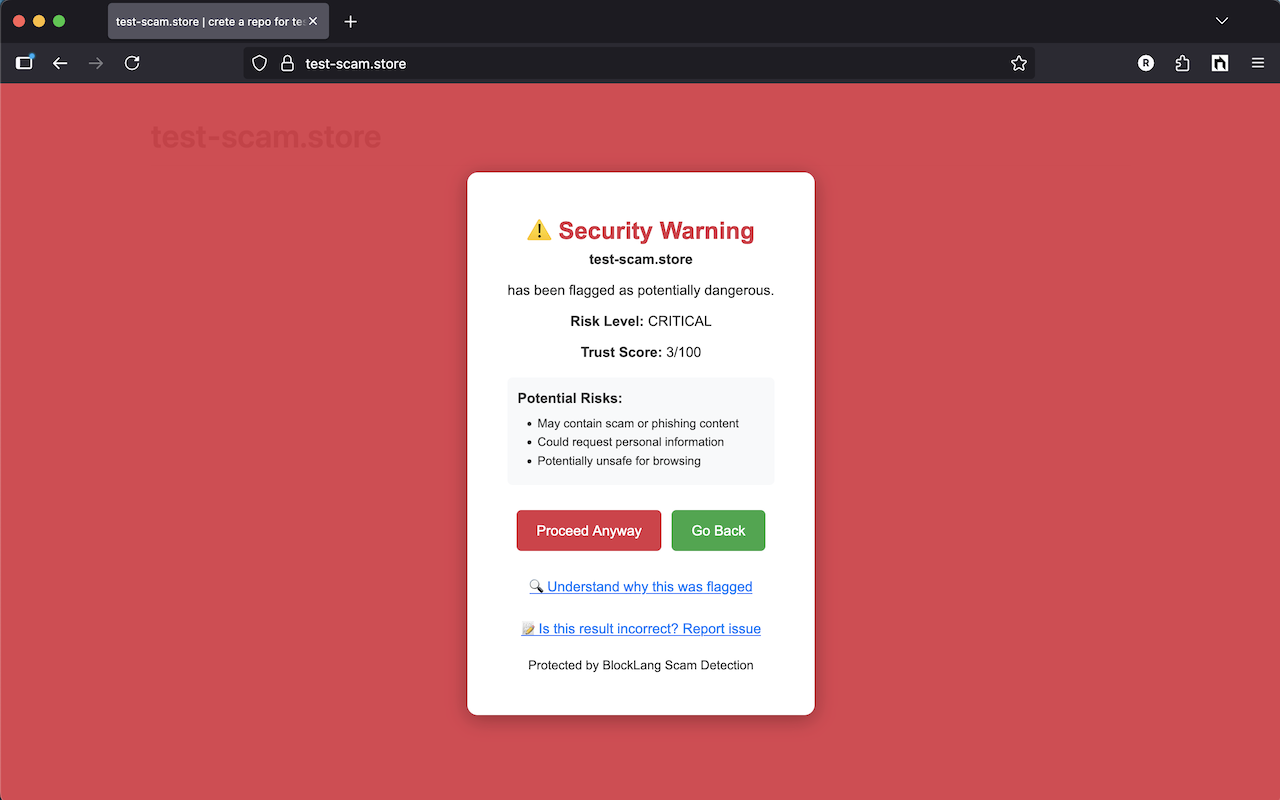 test-scam.store | crete a repo for tes
test-scam.store
test-scam.store
⚠️ Security Warning
test-scam.store
has been flagged as potentially dangerous.
Risk Level: CRITICAL
Trust Score: 3/100
Potential Risks:
• May contain scam or phishing content
• Could request personal information
• Potentially unsafe for browsing
Proceed Anyway Go Back
🔍 Understand why this was flagged
📝 Is this result incorrect? Report issue
Protected by BlockLang Scam Detection